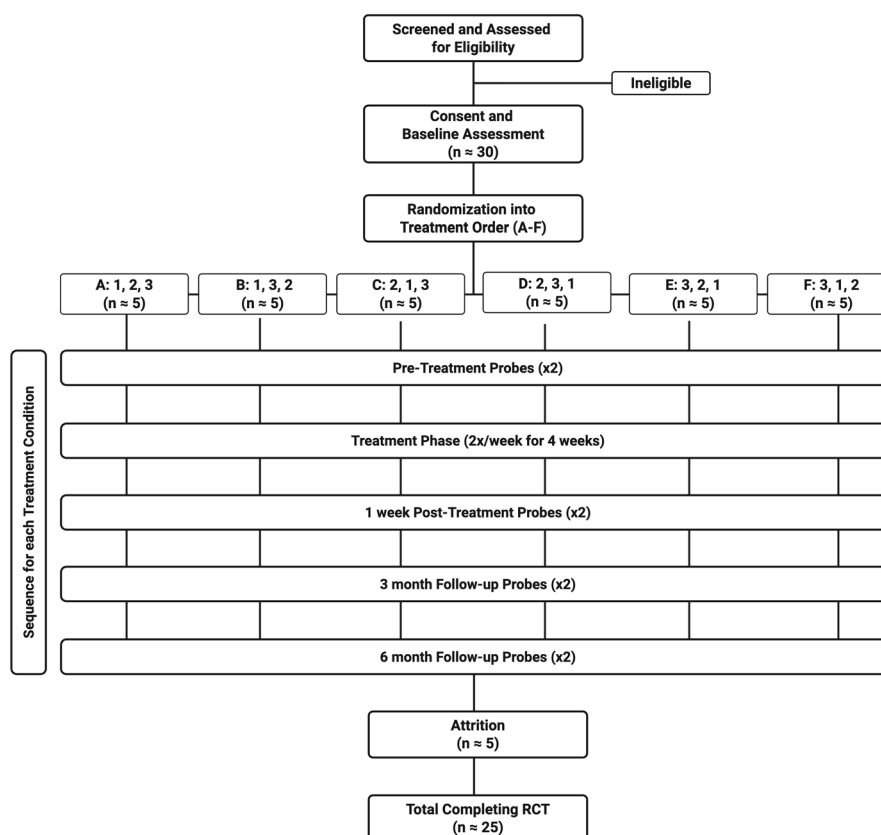 Screened and Assessed
for Eligibility
Ineligible
Consent and
Baseline Assessment
(n ≈ 30)
Randomization into
Treatment Order (A-F)
A: 1, 2, 3
(n ≈ 5)
B: 1, 3, 2
(n ≈ 5)
C: 2, 1, 3
(n ≈ 5)
D: 2, 3, 1
(n ≈ 5)
E: 3, 2, 1
(n ≈ 5)
F: 3, 1, 2
(n ≈ 5)
Sequence for each Treatment Condition
Pre-Treatment Probes (x2)
Treatment Phase (2x/week for 4 weeks)
1 week Post-Treatment Probes (x2)
3 month Follow-up Probes (x2)
6 month Follow-up Probes (x2)
Attrition
(n ≈ 5)
Total Completing RCT
(n ≈ 25)